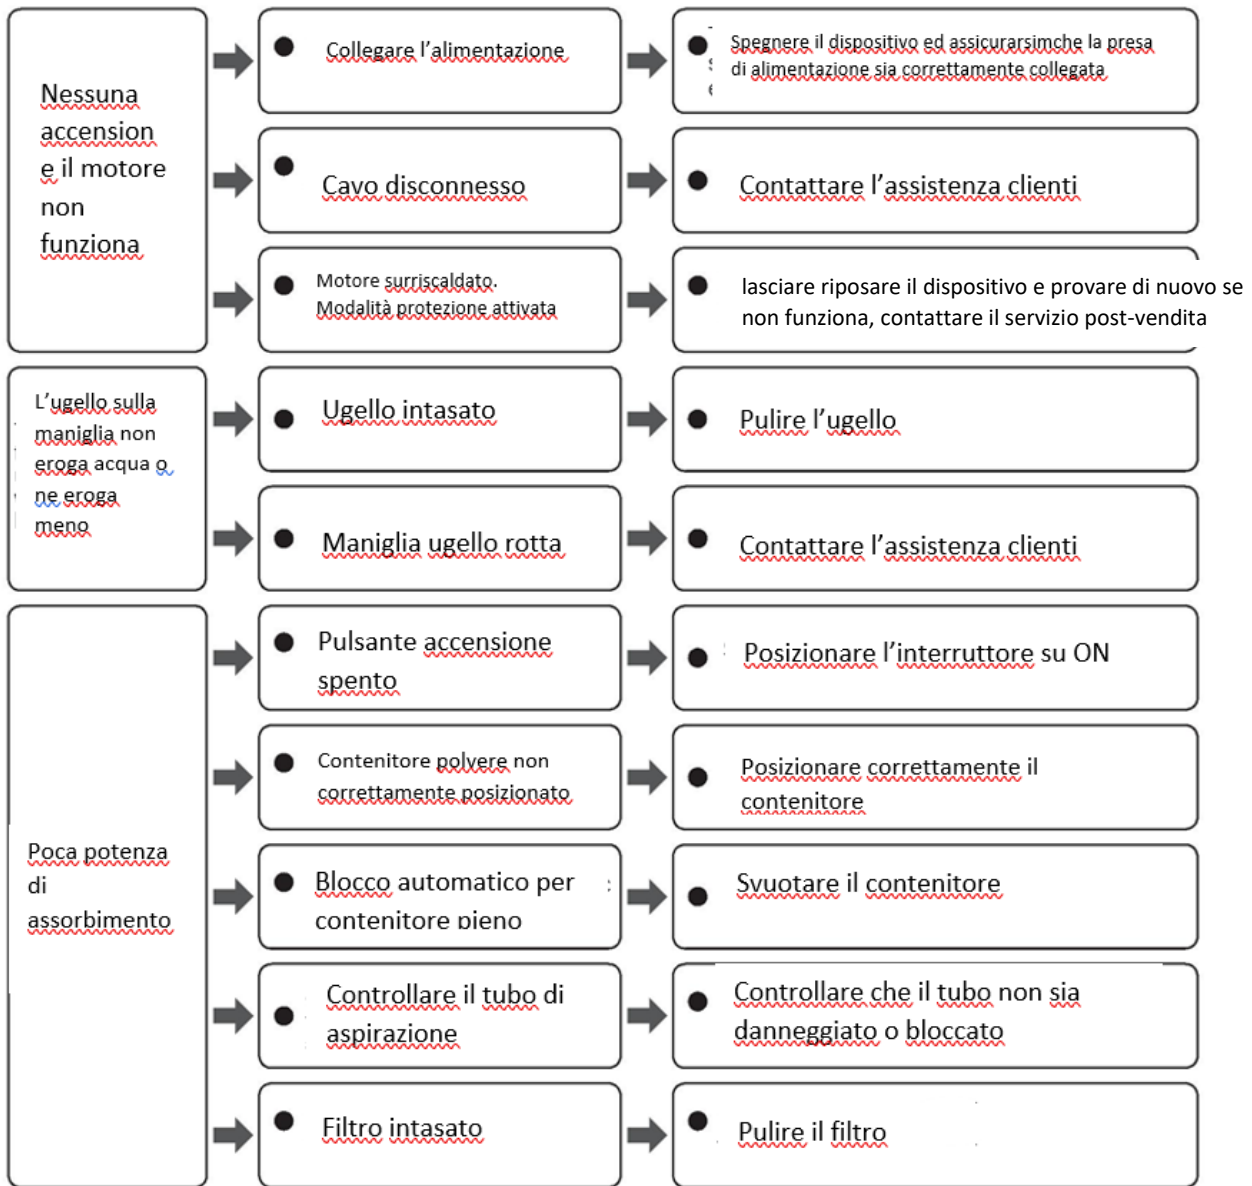 Nessuna
accension
e il motore
non
funziona
Collegare l'alimentazione
Spegnere il dispositivo ed assicurarsimche la presa
di alimentazione sia correttamente collegata
Cavo disconnesso
Contattare l'assistenza clienti
Motore surriscaldato.
Modalità protezione attivata
lasciare riposare il dispositivo e provare di nuovo se
non funziona, contattare il servizio post-vendita
L'ugello sulla
maniglia non
eroga acqua o
ne eroga
meno
Ugello intasato
Pulire l'ugello
Maniglia ugello rotta
Contattare l'assistenza clienti
Poca potenza
di
assorbimento
Pulsante accensione
spento
Posizionare l'interruttore su ON
Contenitore polvere non
correttamente posizionato
Posizionare correttamente il
contenitore
Blocco automatico per
contenitore pieno
Svuotare il contenitore
Controllare il tubo di
aspirazione
Controllare che il tubo non sia
danneggiato o bloccato
Filtro intasato
Pulire il filtro